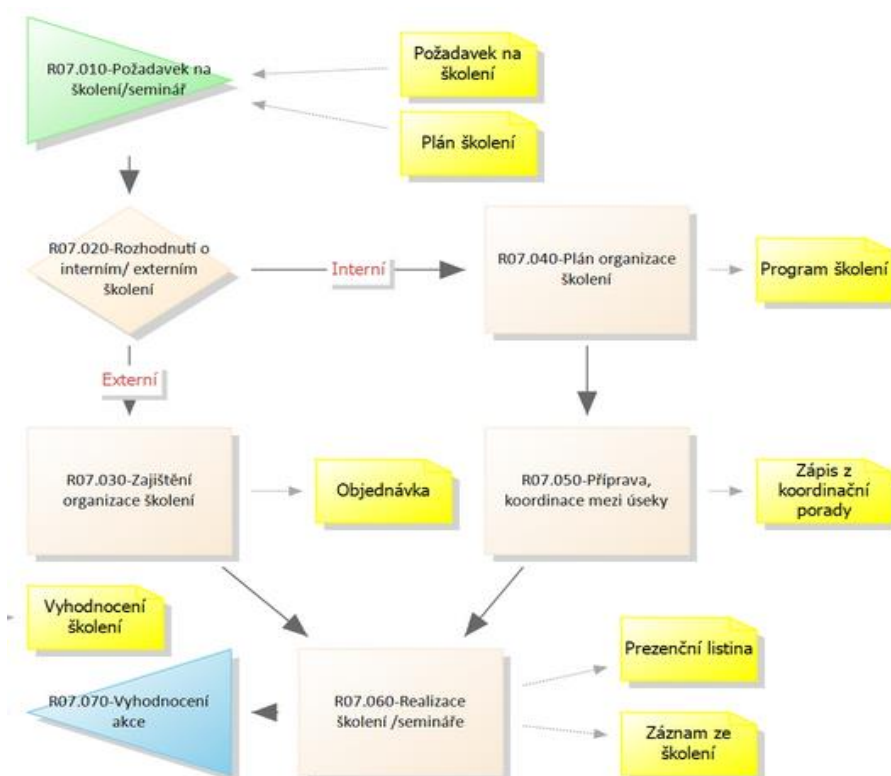 R07.010-Požadavek na
školení/seminář
Požadavek na
školení
Plán školení
R07.020-Rozhodnutí o
interním/ externím
školení
Interní
R07.040-Plán organizace
školení
Program školení
Externí
R07.030-Zajištění
organizace školení
Objednávka
R07.050-Příprava,
koordinace mezi úseky
Zápis z
koordinační
porady
Vyhodnocení
školení
R07.070-Vyhodnocení
akce
R07.060-Realizace
školení /semináře
Prezenční listina
Záznam ze
školení